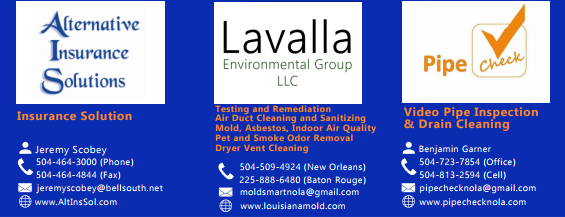 Alternative
Insurance
Solutions
Insurance Solution
Jeremy Scobey
504-464-3000 (Phone)
504-464-4844 (Fax)
jeremyscobey@bellsouth.net
www.AltInsSol.com
Lavalla
Environmental Group
LLC
Testing and Remediation
Air Duct Cleaning and Sanitizing
Mold, Asbestos, Indoor Air Quality
Pet and Smoke Odor Removal
Dryer Vent Cleaning
504-509-4924 (New Orleans)
225-888-6480 (Baton Rouge)
moldsmartnola@gmail.com
www.louisianamold.com
Pipe Check
Video Pipe Inspection
& Drain Cleaning
Benjamin Garner
504-723-7854 (Office)
504-813-2594 (Cell)
pipechecknola@gmail.com
www.pipechecknola.com